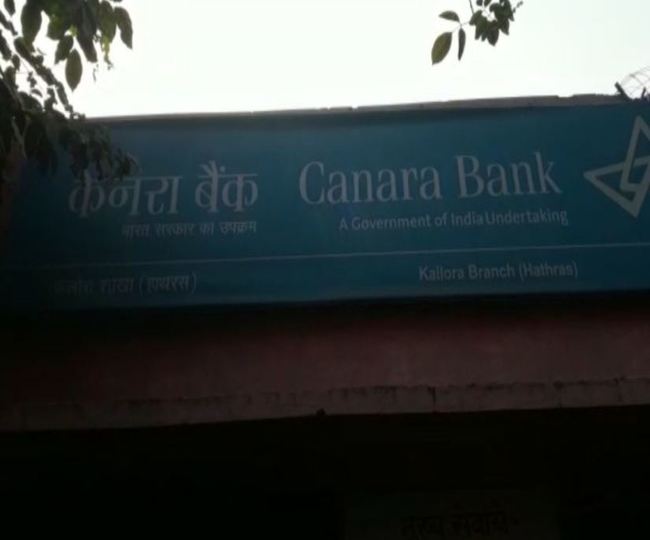 केनरा बैंक
Canara Bank
भारत सरकार का उपक्रम
A Government of India Undertaking
शाखा (हाथरस)
Kallora Branch (Hathras)